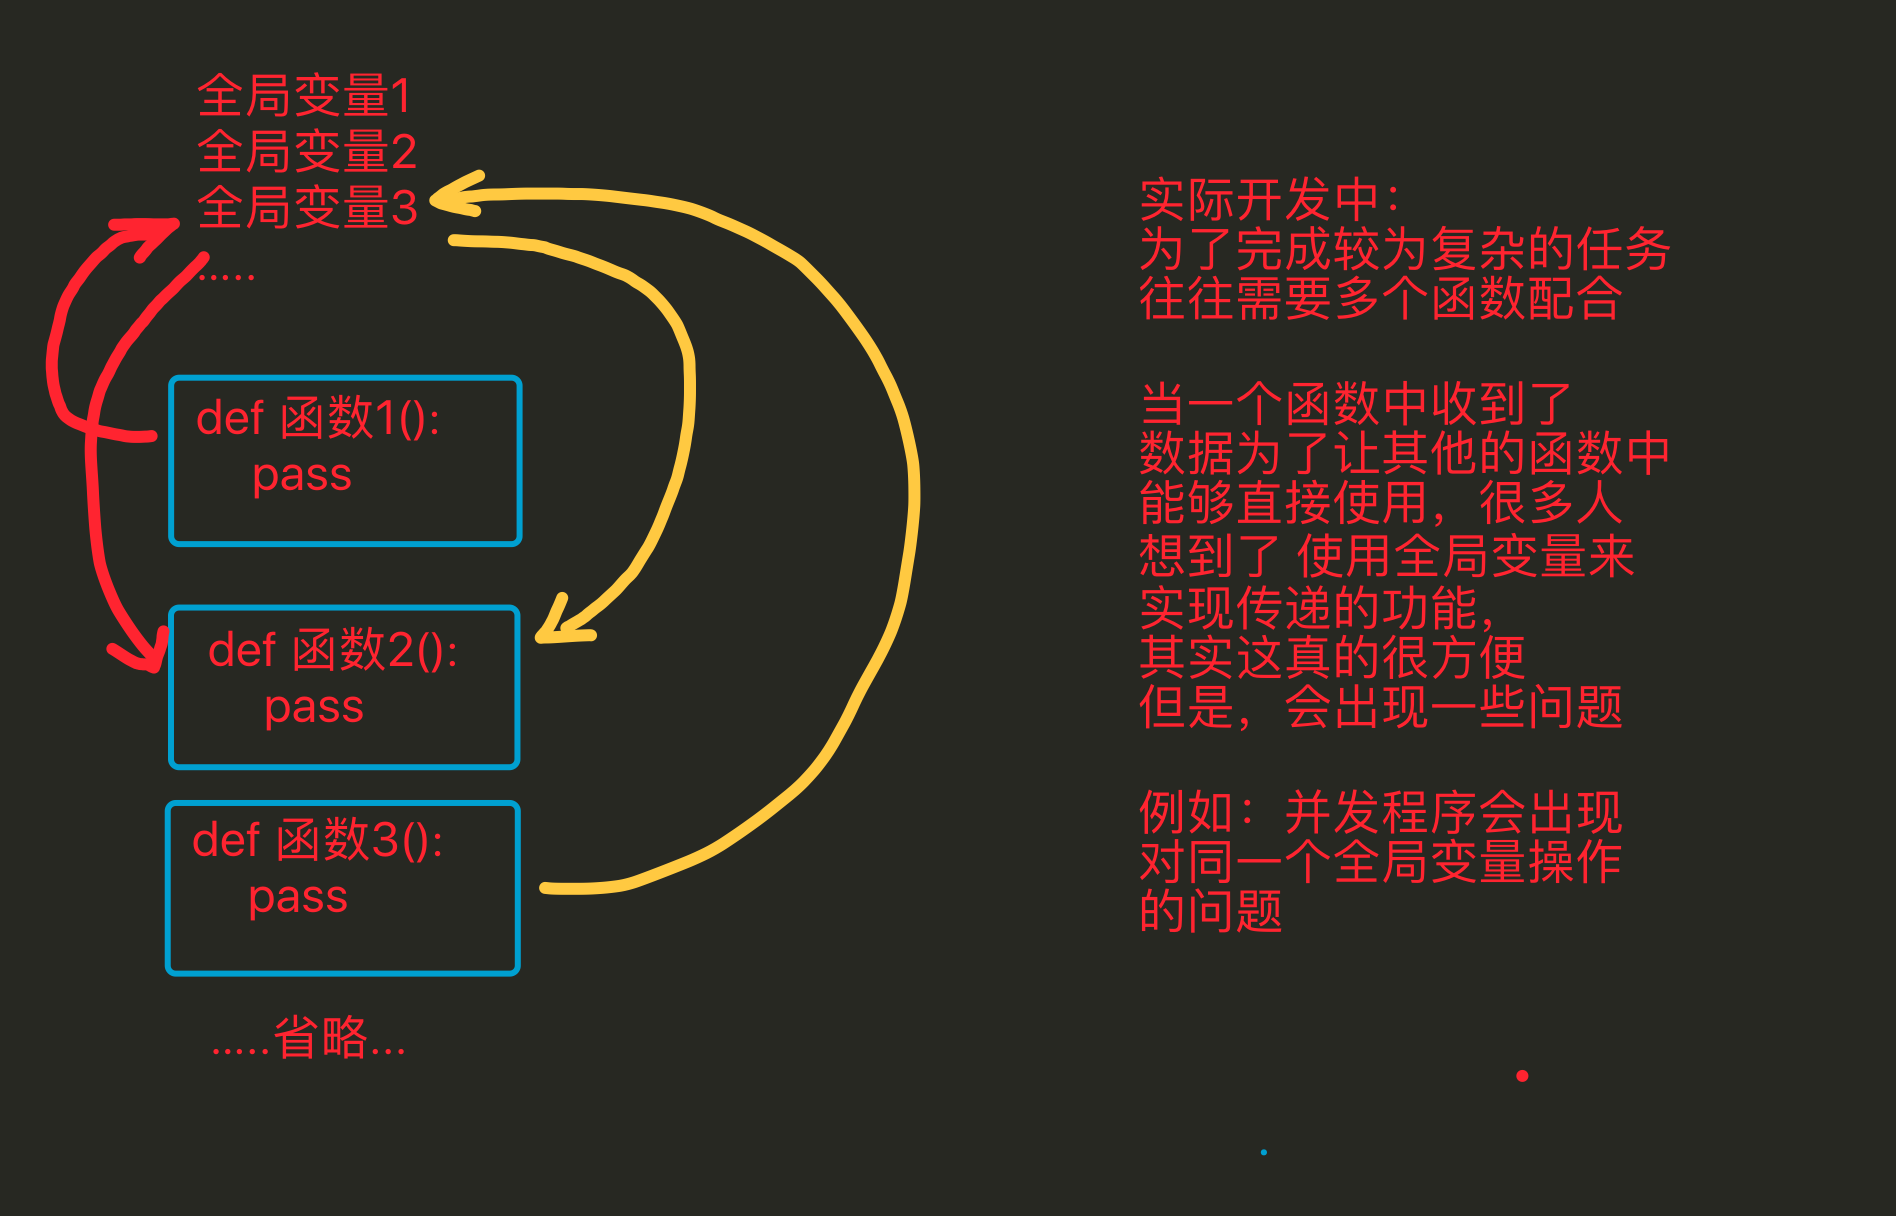 全局变量1
全局变量2
全局变量3
.....
def 函数1():
pass
def 函数2():
pass
def 函数3():
pass
.....省略...
实际开发中：
为了完成较为复杂的任务
往往需要多个函数配合
当一个函数中收到了
数据为了让其他的函数中
能够直接使用，很多人
想到了 使用全局变量来
实现传递的功能，
其实这真的很方便
但是，会出现一些问题
例如：并发程序会出现
对同一个全局变量操作
的问题